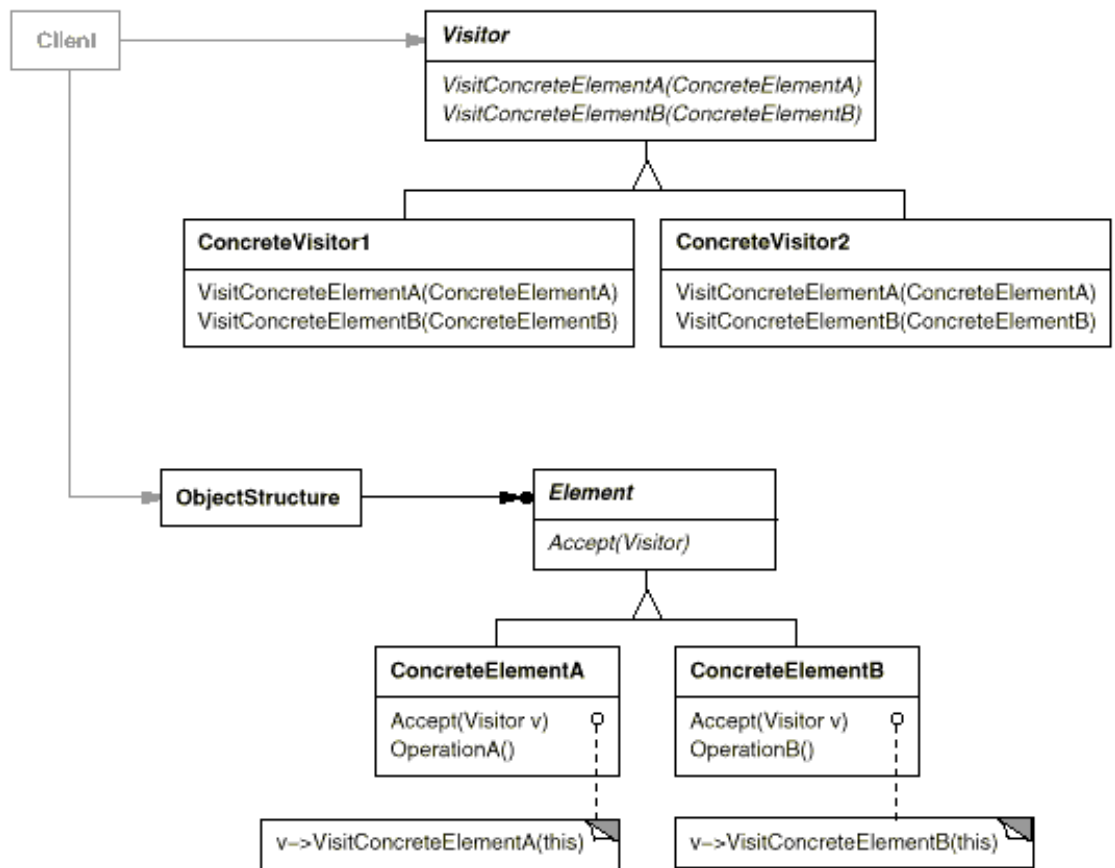 Client
Visitor
VisitConcreteElementA(ConcreteElementA)
VisitConcreteElementB(ConcreteElementB)
ConcreteVisitor1
VisitConcreteElementA(ConcreteElementA)
VisitConcreteElementB(ConcreteElementB)
ConcreteVisitor2
VisitConcreteElementA(ConcreteElementA)
VisitConcreteElementB(ConcreteElementB)
ObjectStructure
Element
Accept(Visitor)
ConcreteElementA
Accept(Visitor v)
OperationA()
ConcreteElementB
Accept(Visitor v)
OperationB()
v->VisitConcreteElementA(this)
v->VisitConcreteElementB(this)